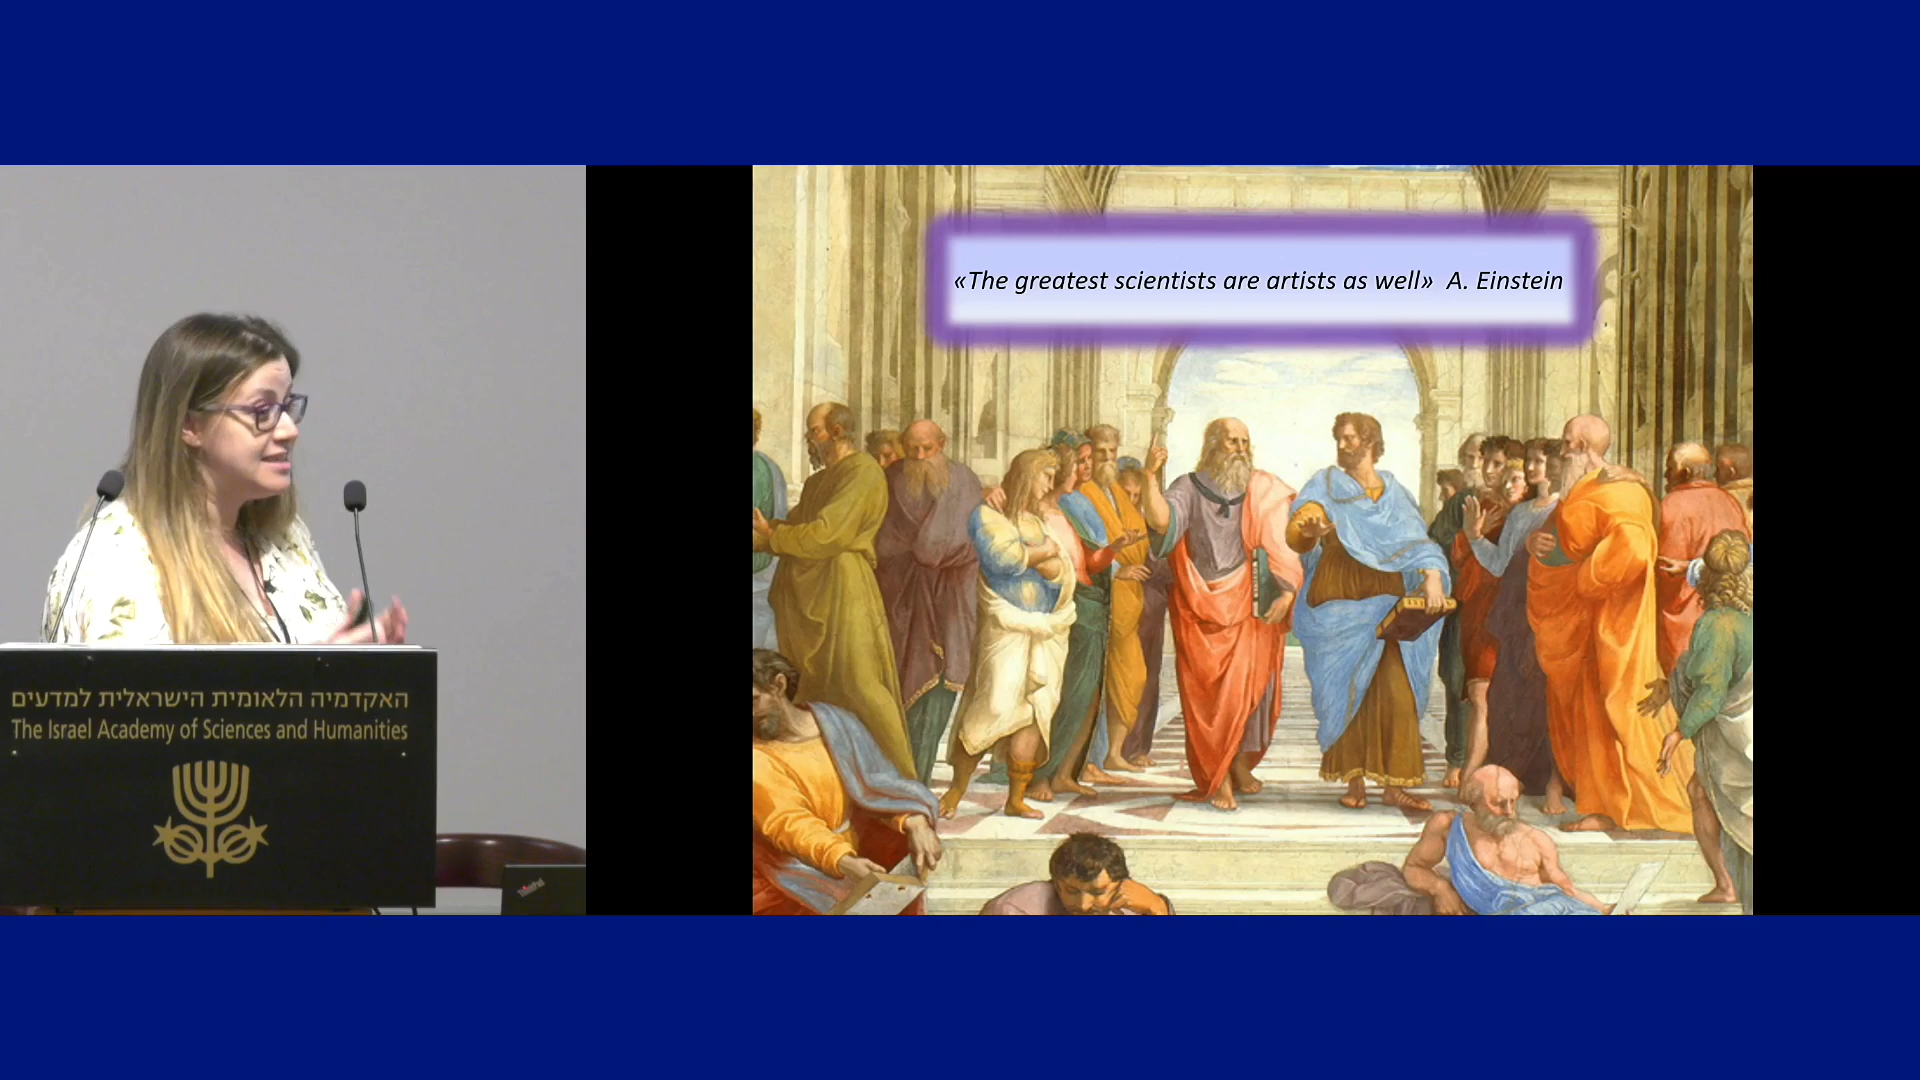 האקדמיה הלאומית הישראלית למדעים
The Israel Academy of Sciences and Humanities
ThinkPad
«The greatest scientists are artists as well» A. Einstein